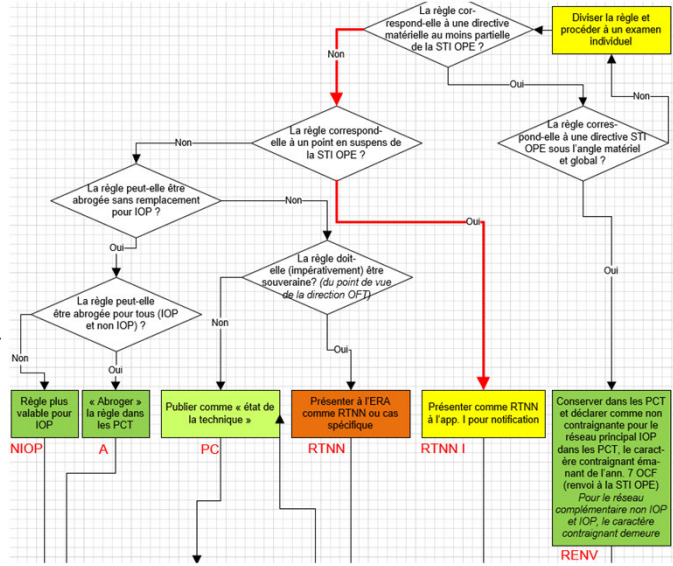 La règle cor-
respond-elle à une directive
matérielle au moins partielle
de la STI OPE ?
Diviser la règle et
procéder à un examen
individuel
Non
Oui
Non
La règle corres-
pond-elle à une directive STI
OPE sous l'angle matériel
et global ?
La règle correspond-
elle à un point en suspens de
la STI OPE ?
Non
La règle peut-elle être
abrogée sans remplacement
pour IOP ?
Non
Oui
Oui
La règle doit-
elle (impérativement) être
souveraine? (du point de vue
de la direction OFT)
Oui
La règle peut-elle
être abrogée pour tous (IOP
et non IOP) ?
Non
Oui
Non
Oui
Règle plus
valable pour
IOP
« Abroger »
la règle dans
les PCT
Publier comme « état de
la technique »
Présenter à l'ERA
comme RTNN ou cas
spécifique
Présenter comme RTNN
à l'app. I pour notification
Conserver dans les PCT
et déclarer comme non
contraignante pour le
réseau principal IOP
dans les PCT, le carac-
tère contraignant éma-
nant de l'ann. 7 OCF
(renvoi à la STI OPE)
Pour le réseau
complémentaire non IOP
et IOP, le caractère
contraignant demeure
NIOP
A
PC
RTNN
RTNN I
RENV